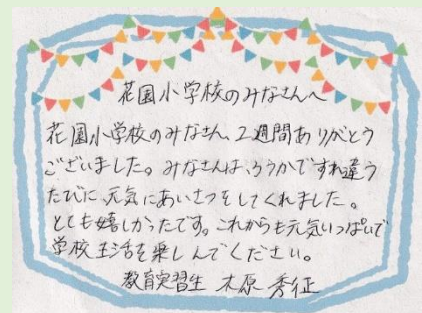 花園小学校のみなさんへ
花園小学校のみなさん、2週間ありがとう
ございました。みなさんは、ろうかですれ違う
たびに、元気にあいさつをしてくれました。
とても嬉しかったです。これからも元気いっぱいで
学校生活を楽しんでください。
教育実習生 木原 秀征